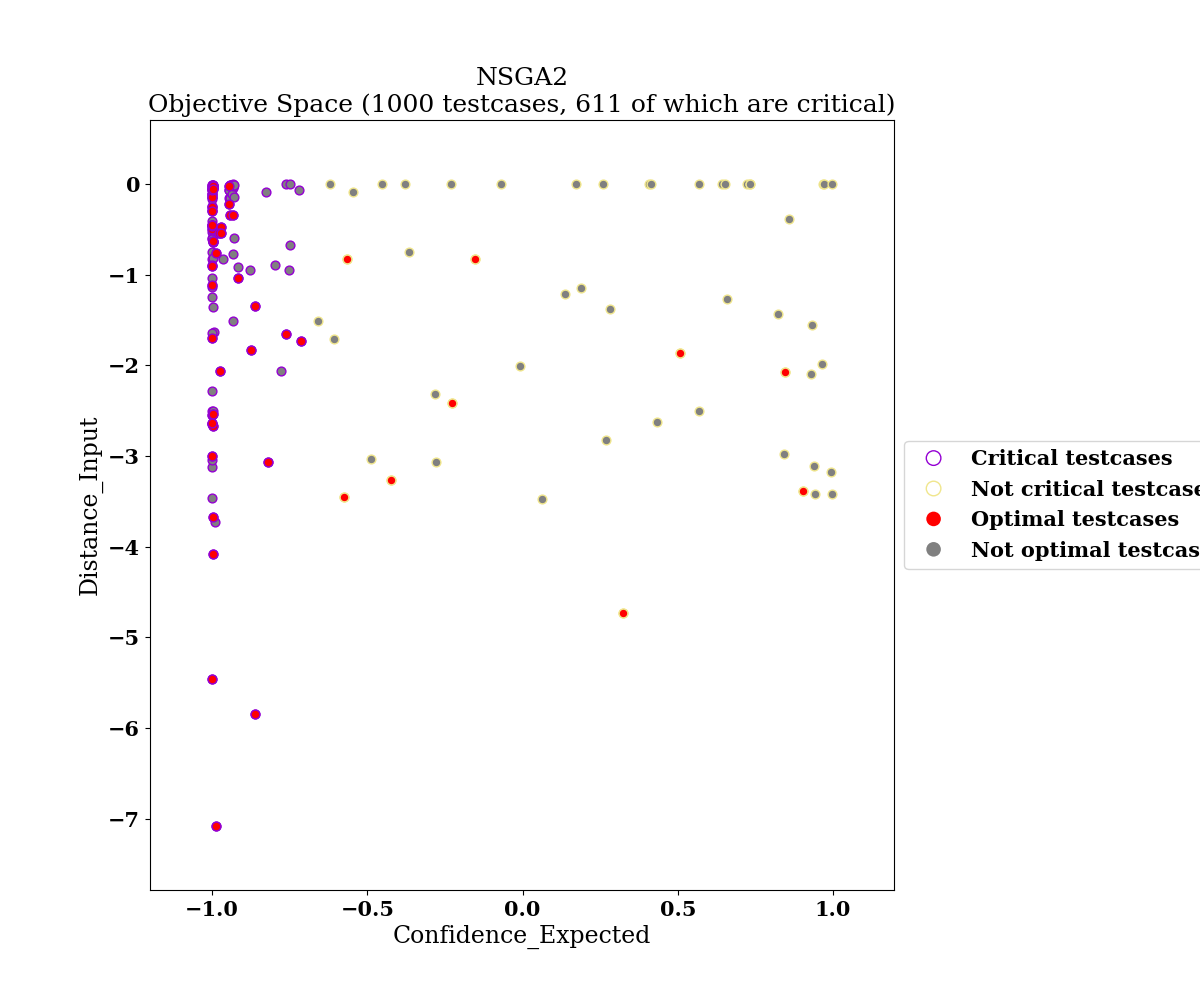 NSGA2
Objective Space (1000 testcases, 611 of which are critical)
0
−1
−2
−3
−4
−5
−6
−7
Distance_Input
−1.0
−0.5
0.0
0.5
1.0
Confidence_Expected
Critical testcases
Not critical testcase
Optimal testcases
Not optimal testcas